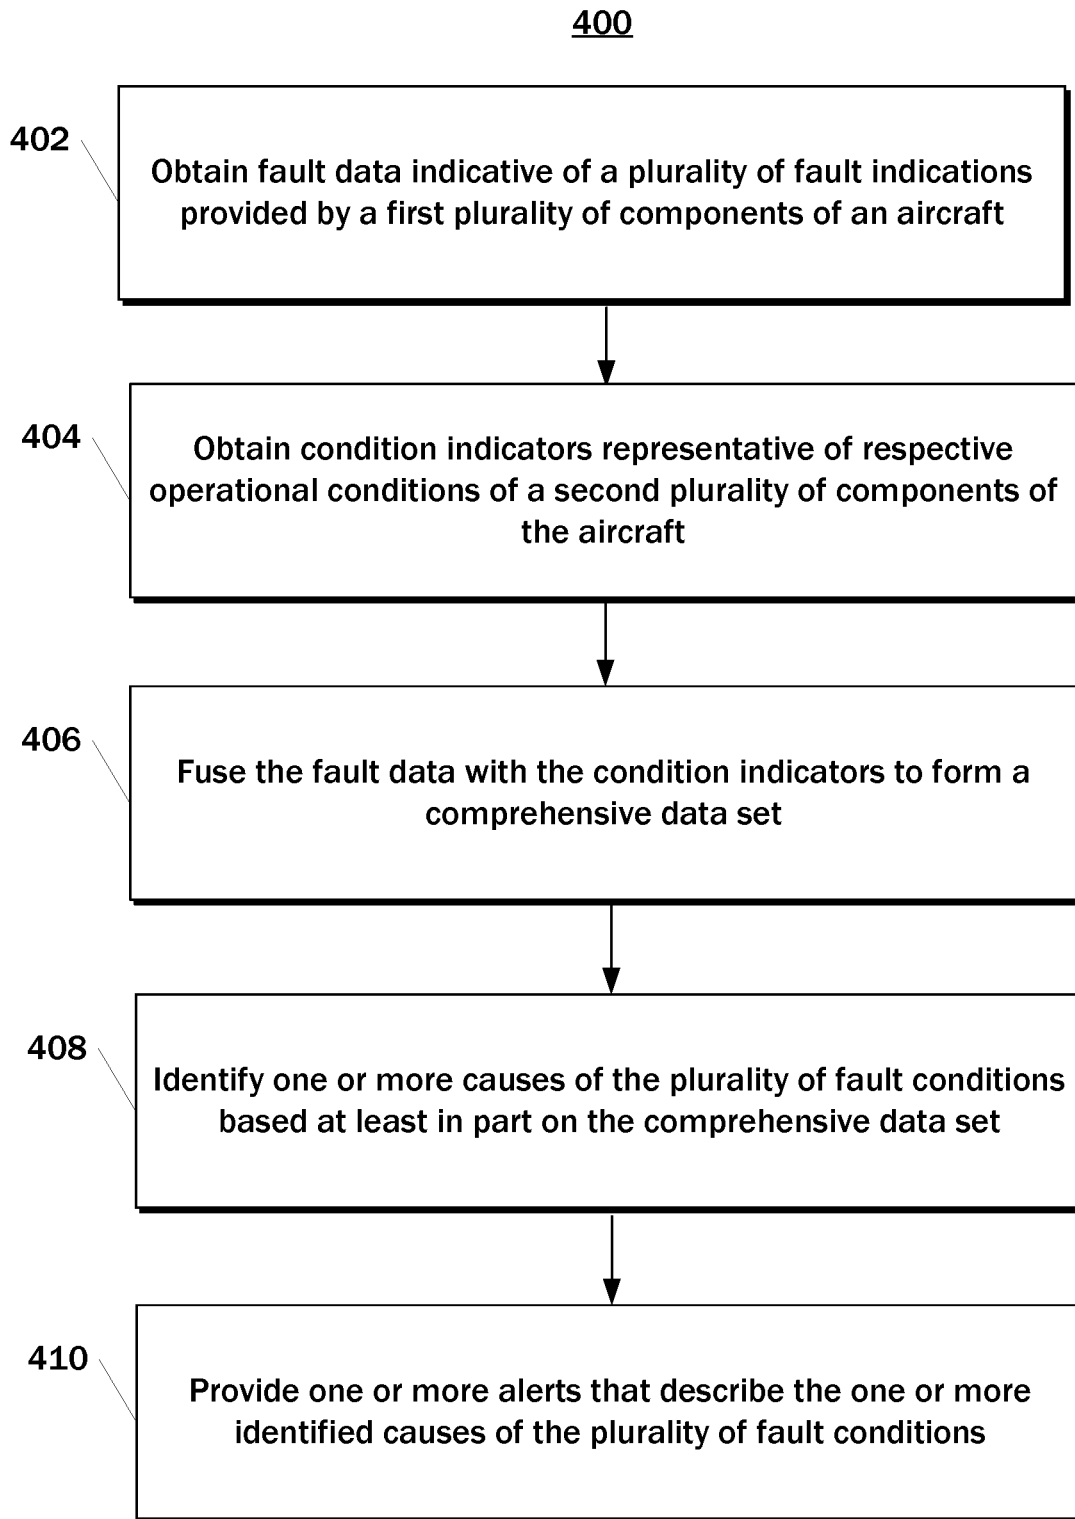 400
402
Obtain fault data indicative of a plurality of fault indications
provided by a first plurality of components of an aircraft
404
Obtain condition indicators representative of respective
operational conditions of a second plurality of components of
the aircraft
406
Fuse the fault data with the condition indicators to form a
comprehensive data set
408
Identify one or more causes of the plurality of fault conditions
based at least in part on the comprehensive data set
410
Provide one or more alerts that describe the one or more
identified causes of the plurality of fault conditions